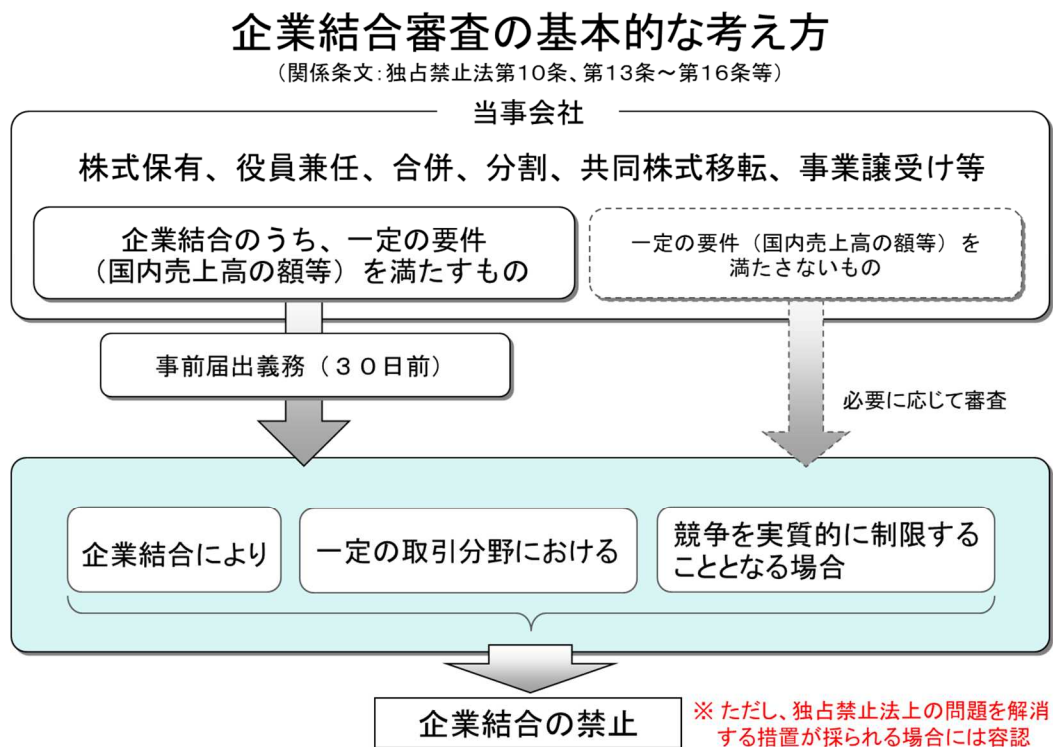 企業結合審査の基本的な考え方
（関係条文：独占禁止法第10条、第13条～第16条等）
当事会社
株式保有、役員兼任、合併、分割、共同株式移転、事業譲受け等
企業結合のうち、一定の要件
（国内売上高の額等）を満たすもの
一定の要件（国内売上高の額等）を
満たさないもの
事前届出義務（３０日前）
必要に応じて審査
企業結合により
一定の取引分野における
競争を実質的に制限する
こととなる場合
企業結合の禁止
※ ただし、独占禁止法上の問題を解消
する措置が採られる場合には容認